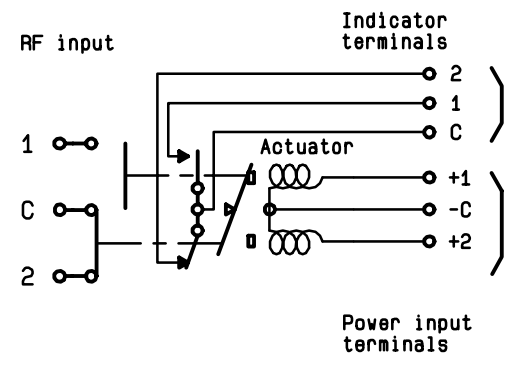 Indicator
terminals
RF input
2
1
C
1
Actuator
+1
C
-C
+2
2
Power input
terminals